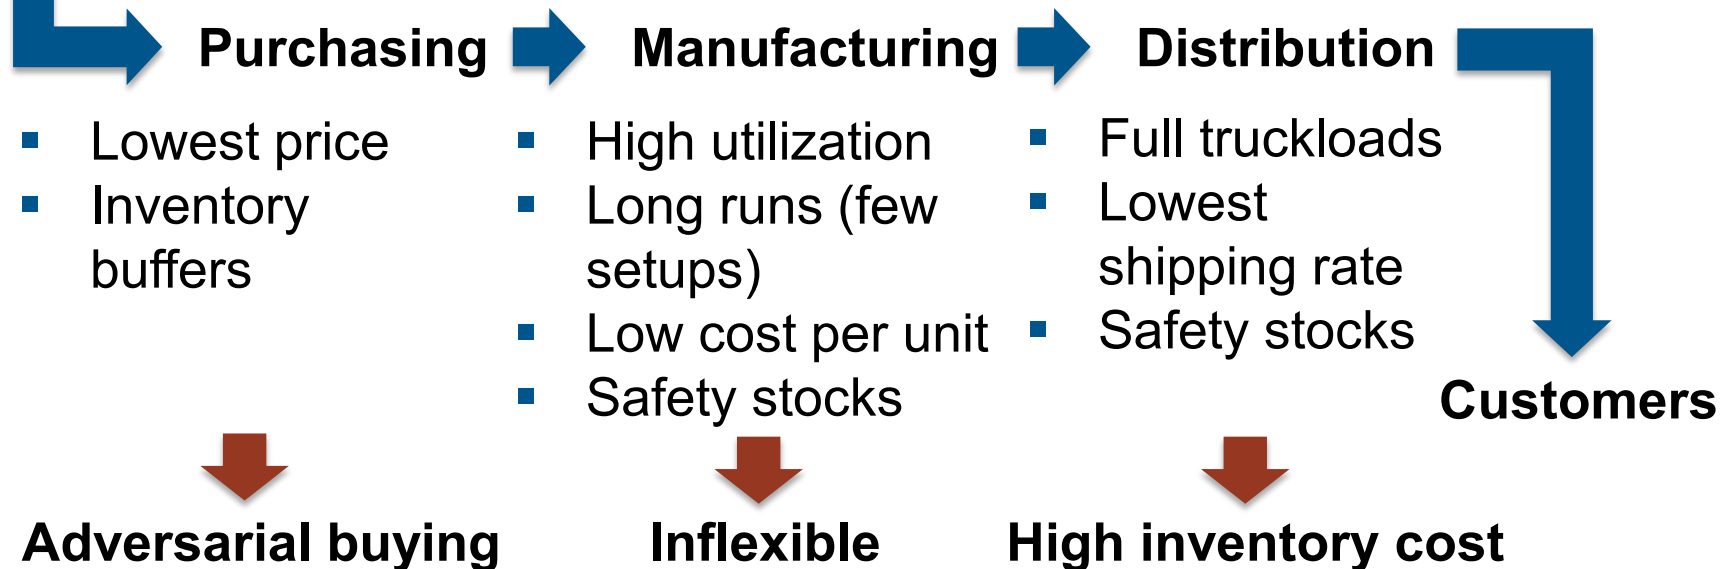 Purchasing
Manufacturing
Distribution
▪ Lowest price
▪ Inventory
buffers
▪ High utilization
▪ Long runs (few
setups)
▪ Low cost per unit
▪ Safety stocks
▪ Full truckloads
▪ Lowest
shipping rate
▪ Safety stocks
Customers
Adversarial buying
Inflexible
High inventory cost